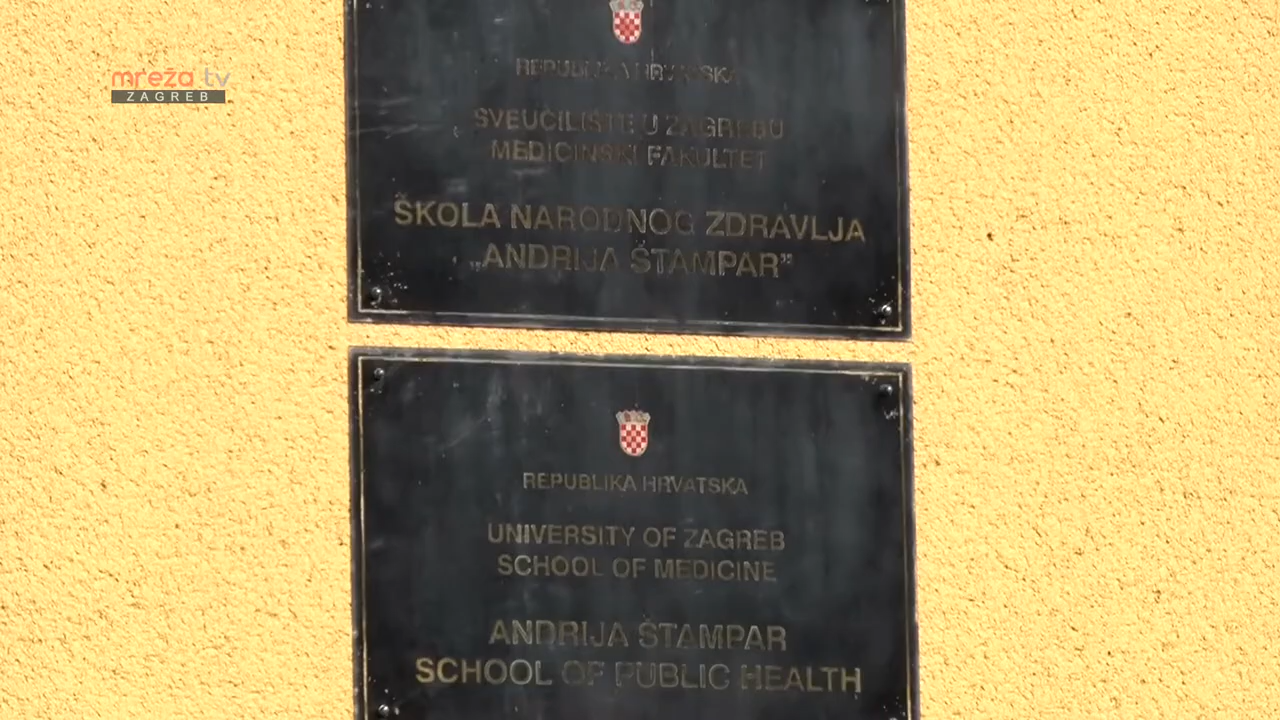 mreža tv
ZAGREB
REPUBLIKA HRVATSKA
SVEUČILIŠTE U ZAGREBU
MEDICINSKI FAKULTET
ŠKOLA NARODNOG ZDRAVLJA
„ANDRIJA ŠTAMPAR”
REPUBLIKA HRVATSKA
UNIVERSITY OF ZAGREB
SCHOOL OF MEDICINE
ANDRIJA ŠTAMPAR
SCHOOL OF PUBLIC HEALTH